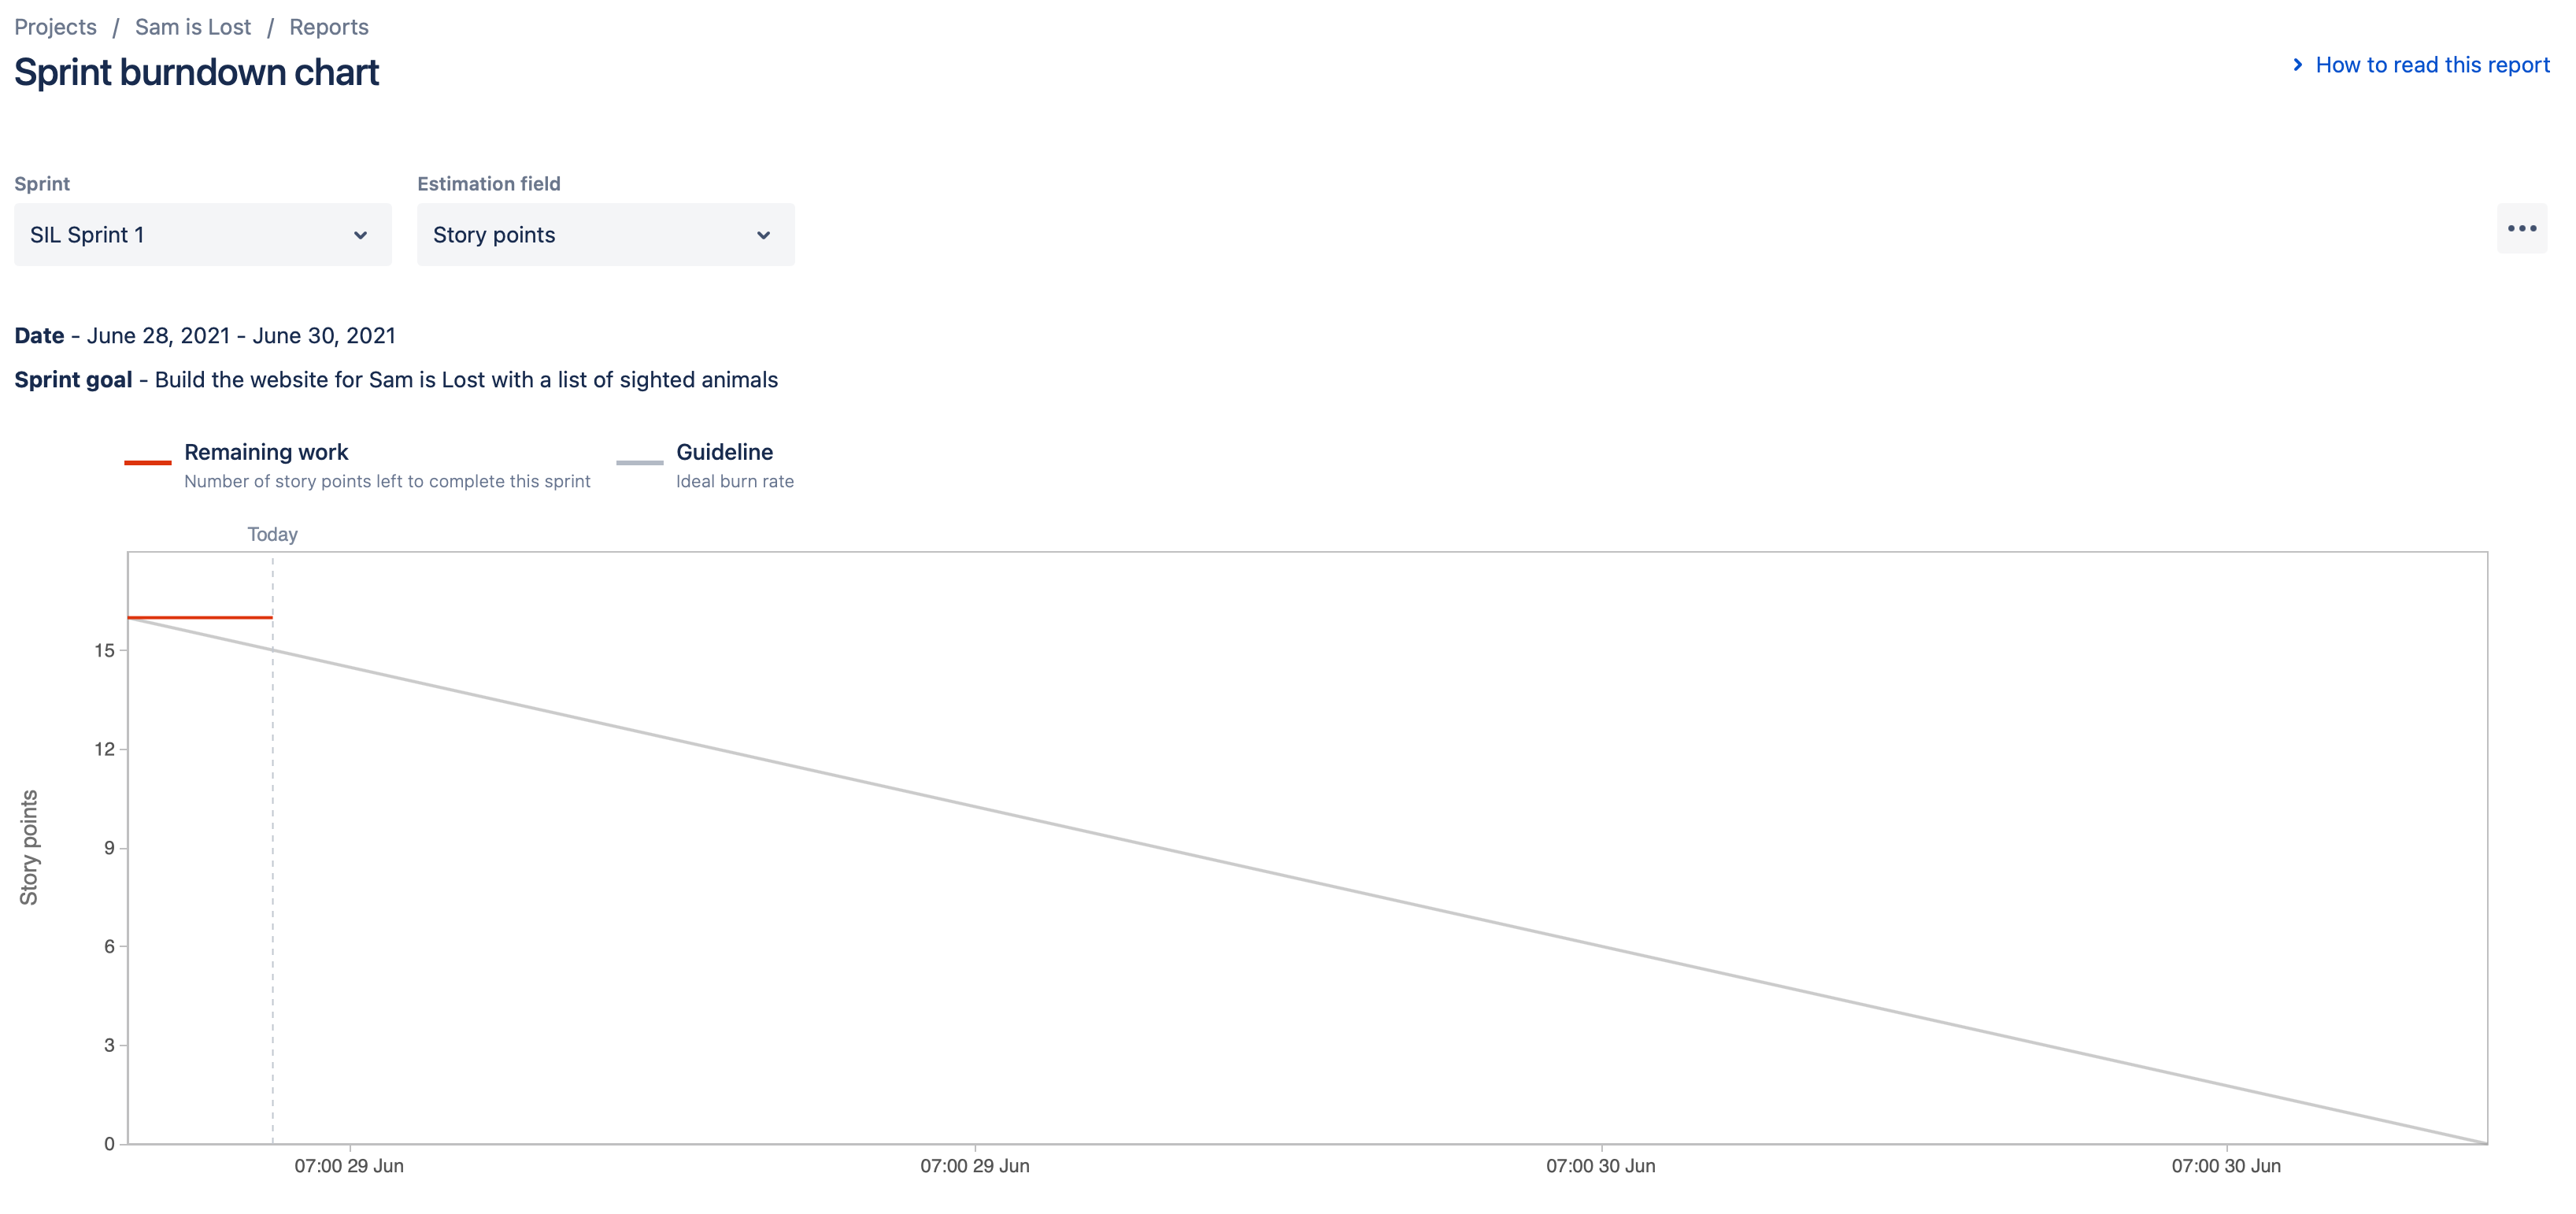 Projects / Sam is Lost / Reports
Sprint burndown chart
How to read this report
Sprint
Estimation field
SIL Sprint 1
Story points
Date - June 28, 2021 - June 30, 2021
Sprint goal - Build the website for Sam is Lost with a list of sighted animals
Remaining work
Number of story points left to complete this sprint
Guideline
Ideal burn rate
Today
Story points
15
12
9
6
3
0
07:00 29 Jun
07:00 29 Jun
07:00 30 Jun
07:00 30 Jun